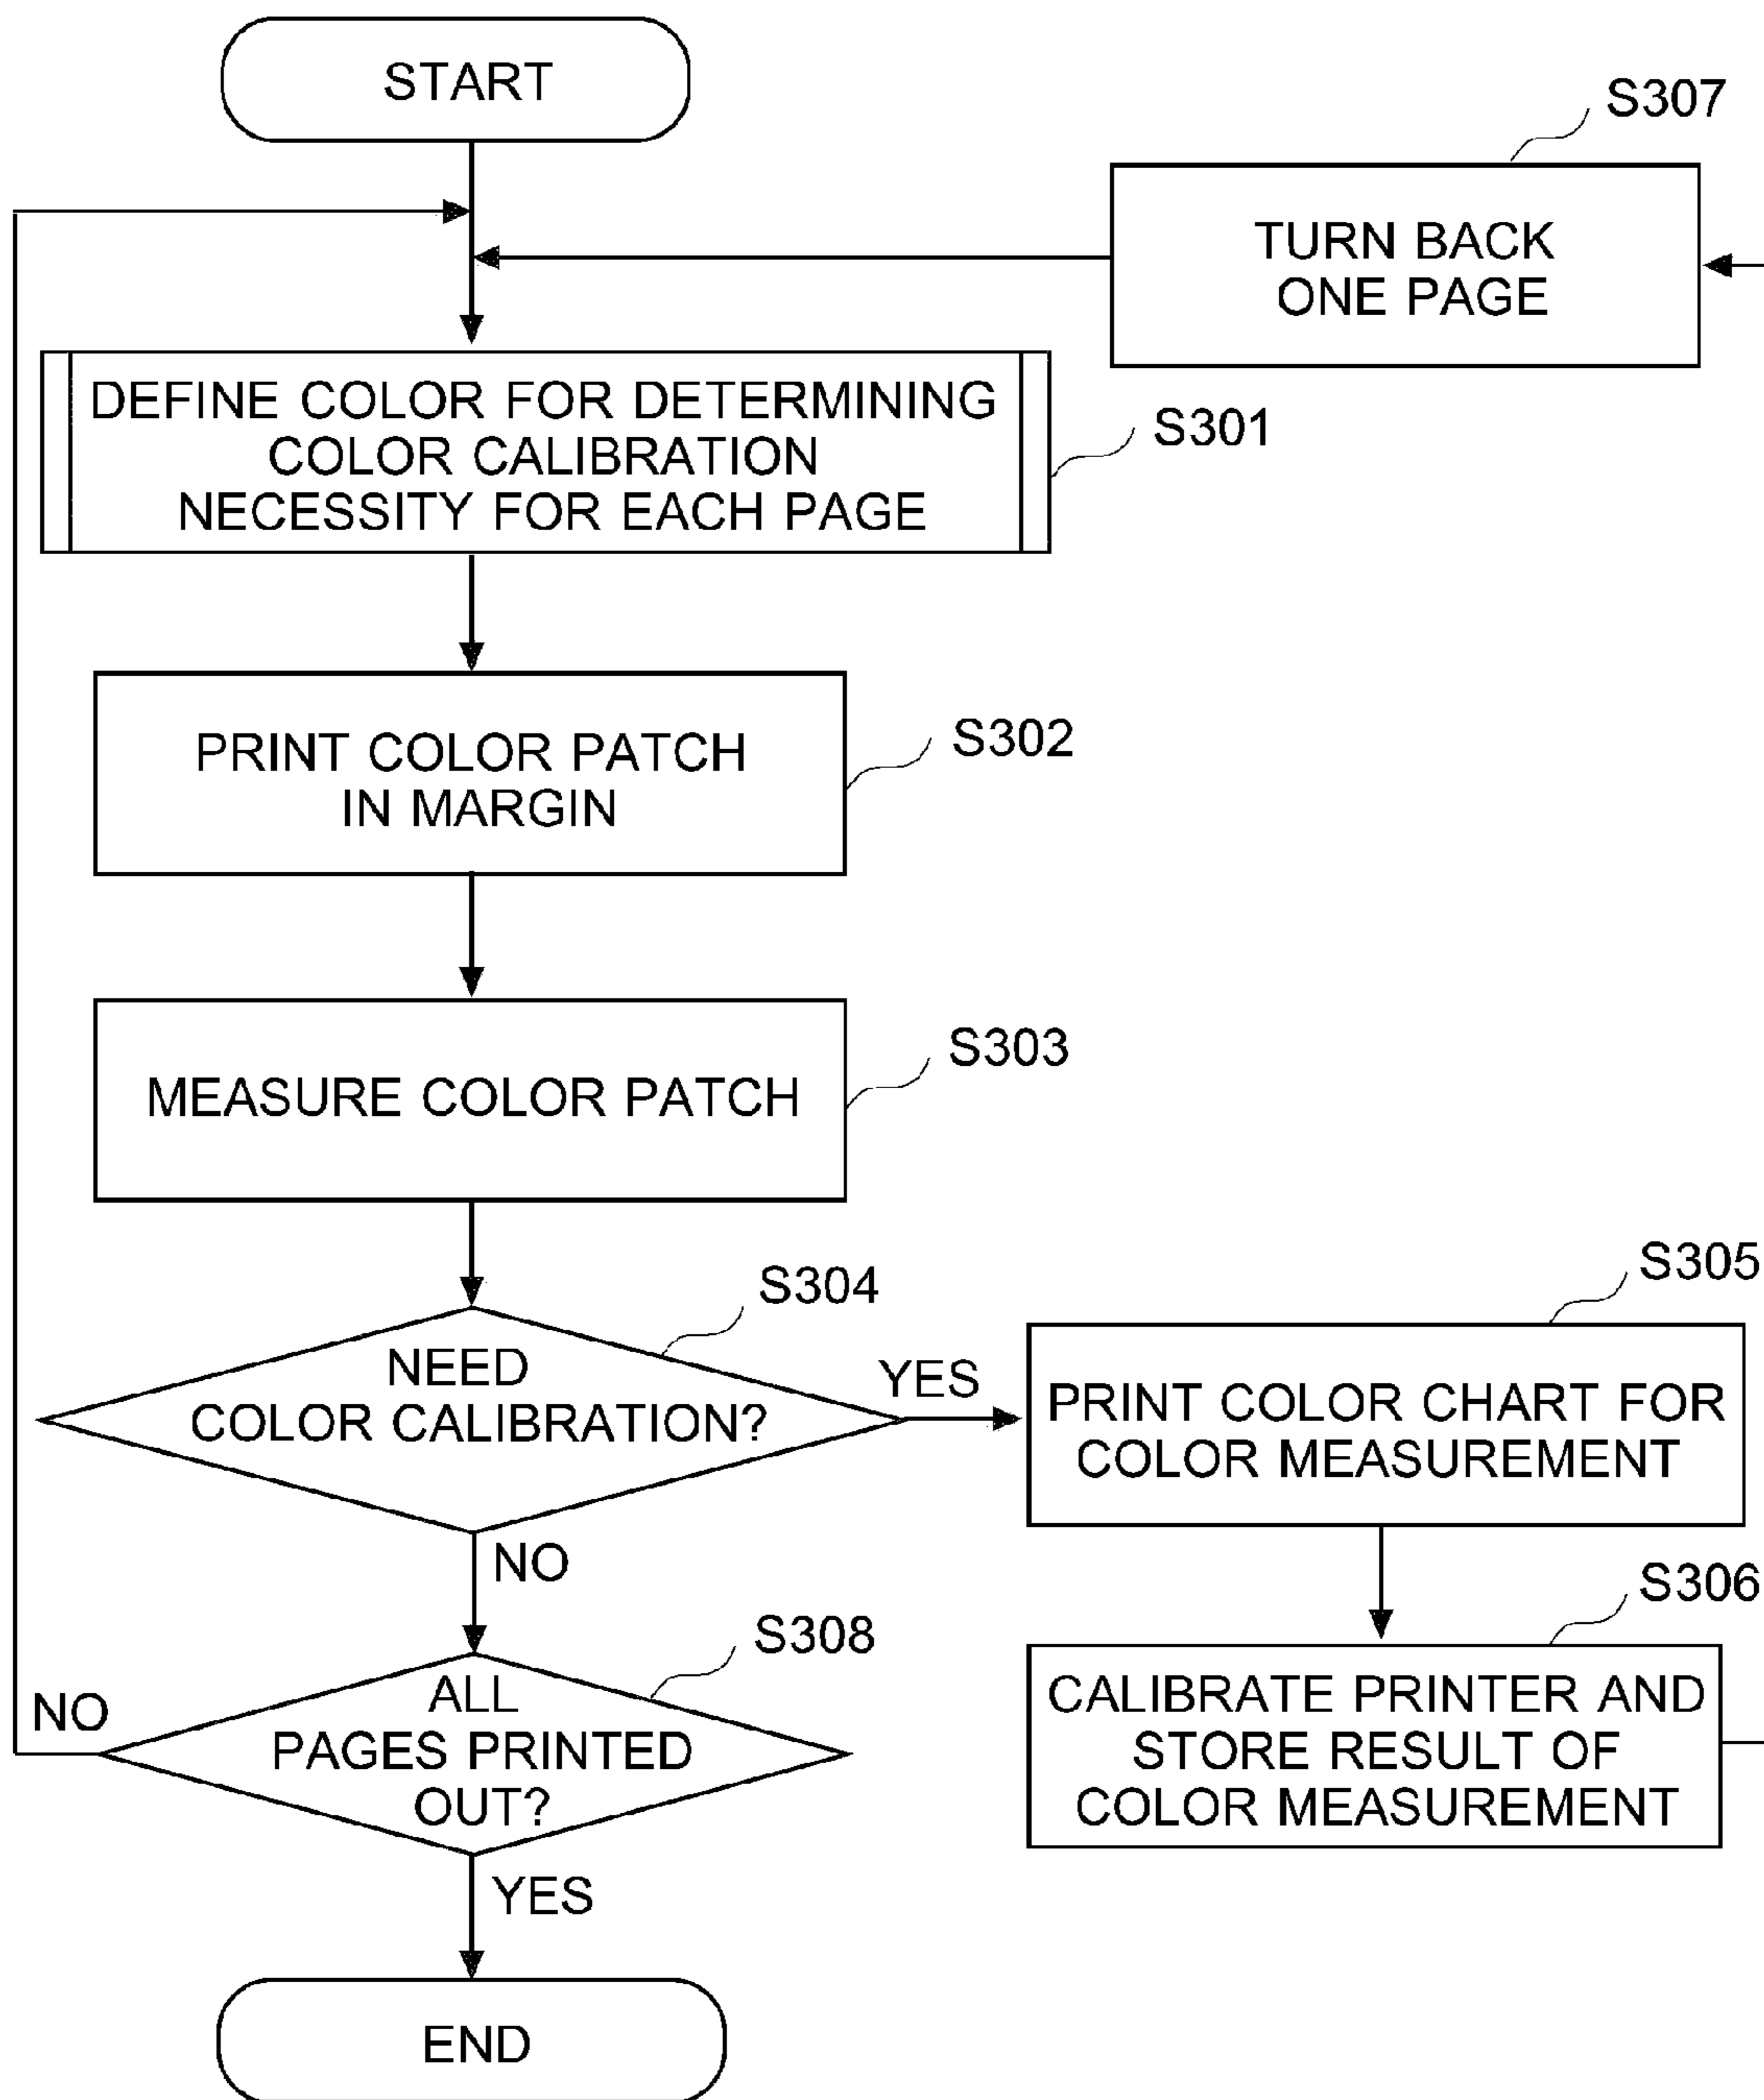 START
S307
TURN BACK
ONE PAGE
DEFINE COLOR FOR DETERMINING
COLOR CALIBRATION
NECESSITY FOR EACH PAGE
S301
PRINT COLOR PATCH
IN MARGIN
S302
MEASURE COLOR PATCH
S303
NEED
COLOR CALIBRATION?
S304
YES
NO
PRINT COLOR CHART FOR
COLOR MEASUREMENT
S305
CALIBRATE PRINTER AND
STORE RESULT OF
COLOR MEASUREMENT
S306
ALL
PAGES PRINTED
OUT?
S308
NO
YES
END